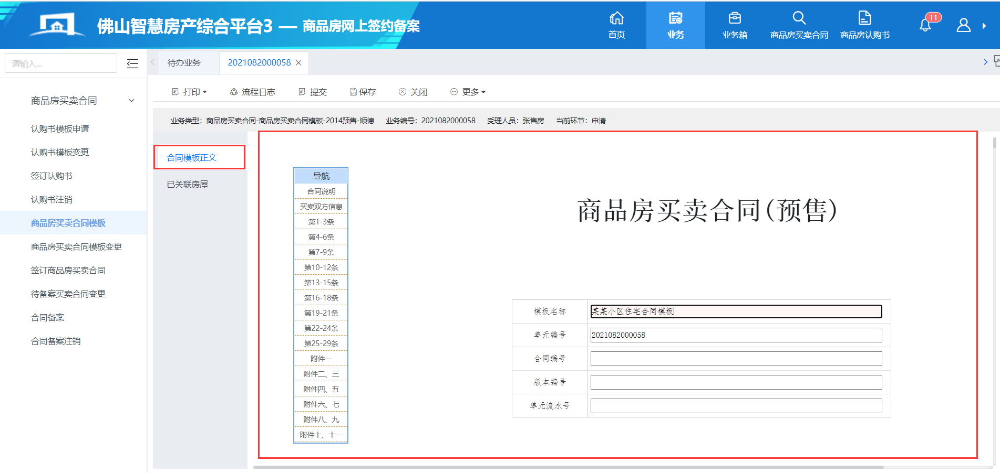 佛山智慧房产综合平台3 — 商品房网上签约备案
首页
业务
业务箱
商品房买卖合同
商品房认购书
11
请输入...
待办业务
2021082000058
打印
流程日志
提交
保存
关闭
更多
商品房买卖合同
认购书模板申请
认购书模板变更
签订认购书
认购书注销
商品房买卖合同模板
商品房买卖合同模板变更
签订商品房买卖合同
待备案买卖合同变更
合同备案
合同备案注销
业务类型：商品房买卖合同-商品房买卖合同模板-2014预售-顺德 业务编号：2021082000058 受理人员：张售房 当前环节：申请
合同模板正文
已关联房屋
导航
合同说明
买卖双方信息
第1-3条
第4-6条
第7-9条
第10-12条
第13-15条
第16-18条
第19-21条
第22-24条
第25-29条
附件一
附件二、三
附件四、五
附件六、七
附件八、九
附件十、十一
商品房买卖合同(预售)
模板名称 某某小区住宅合同模板
单元编号 2021082000058
合同编号
版本编号
单元流水号